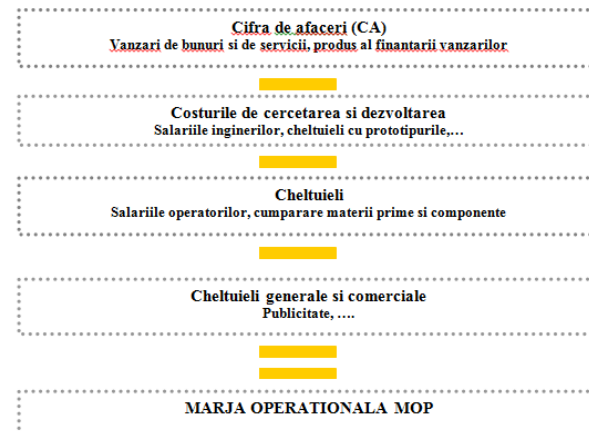 Cifra de afaceri (CA)
Vanzari de bunuri si de servicii, produs al finantarii vanzarilor
Costurile de cercetarea si dezvoltarea
Salariile inginerilor, cheltuieli cu prototipurile,…
Cheltuieli
Salariile operatorilor, cumparare materii prime si componente
Cheltuieli generale si comerciale
Publicitate, ….
MARJA OPERATIONALA MOP